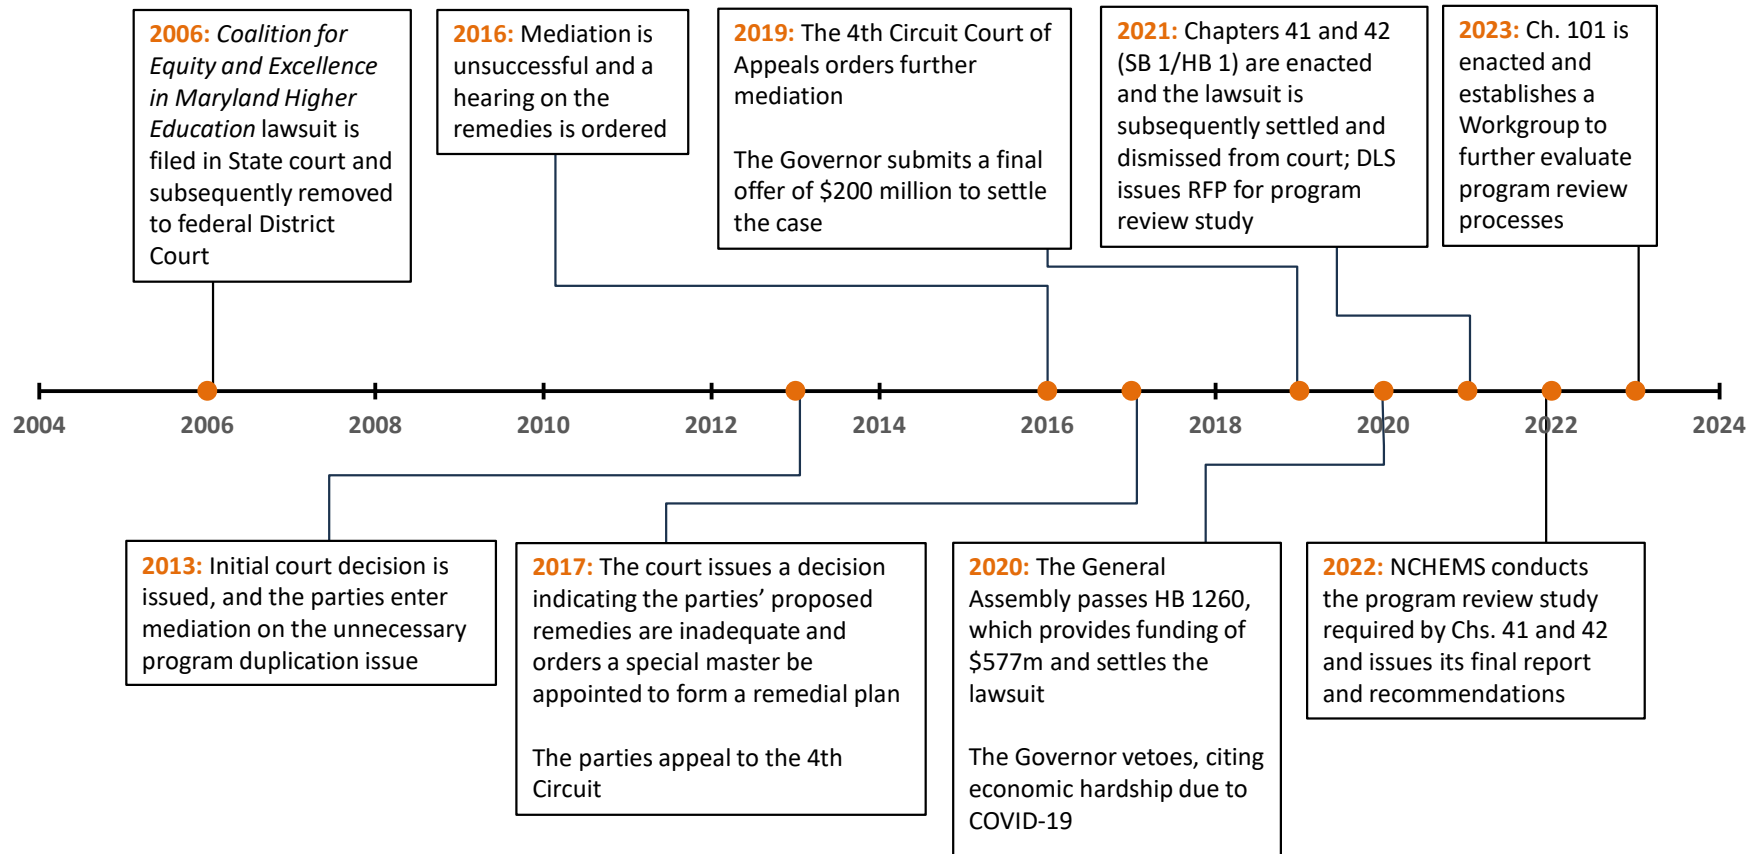 2006: Coalition for
Equity and Excellence
in Maryland Higher
Education lawsuit is
filed in State court and
subsequently removed
to federal District
Court
2016: Mediation is
unsuccessful and a
hearing on the
remedies is ordered
2019: The 4th Circuit Court of
Appeals orders further
mediation
The Governor submits a final
offer of $200 million to settle
the case
2021: Chapters 41 and 42
(SB 1/HB 1) are enacted
and the lawsuit is
subsequently settled and
dismissed from court; DLS
issues RFP for program
review study
2023: Ch. 101 is
enacted and
establishes a
Workgroup to
further evaluate
program review
processes
2004 2006 2008 2010 2012 2014 2016 2018 2020 2022 2024
2013: Initial court decision is
issued, and the parties enter
mediation on the unnecessary
program duplication issue
2017: The court issues a decision
indicating the parties’ proposed
remedies are inadequate and
orders a special master be
appointed to form a remedial plan
The parties appeal to the 4th
Circuit
2020: The General
Assembly passes HB 1260,
which provides funding of
$577m and settles the
lawsuit
The Governor vetoes, citing
economic hardship due to
COVID-19
2022: NCHEMS conducts
the program review study
required by Chs. 41 and 42
and issues its final report
and recommendations